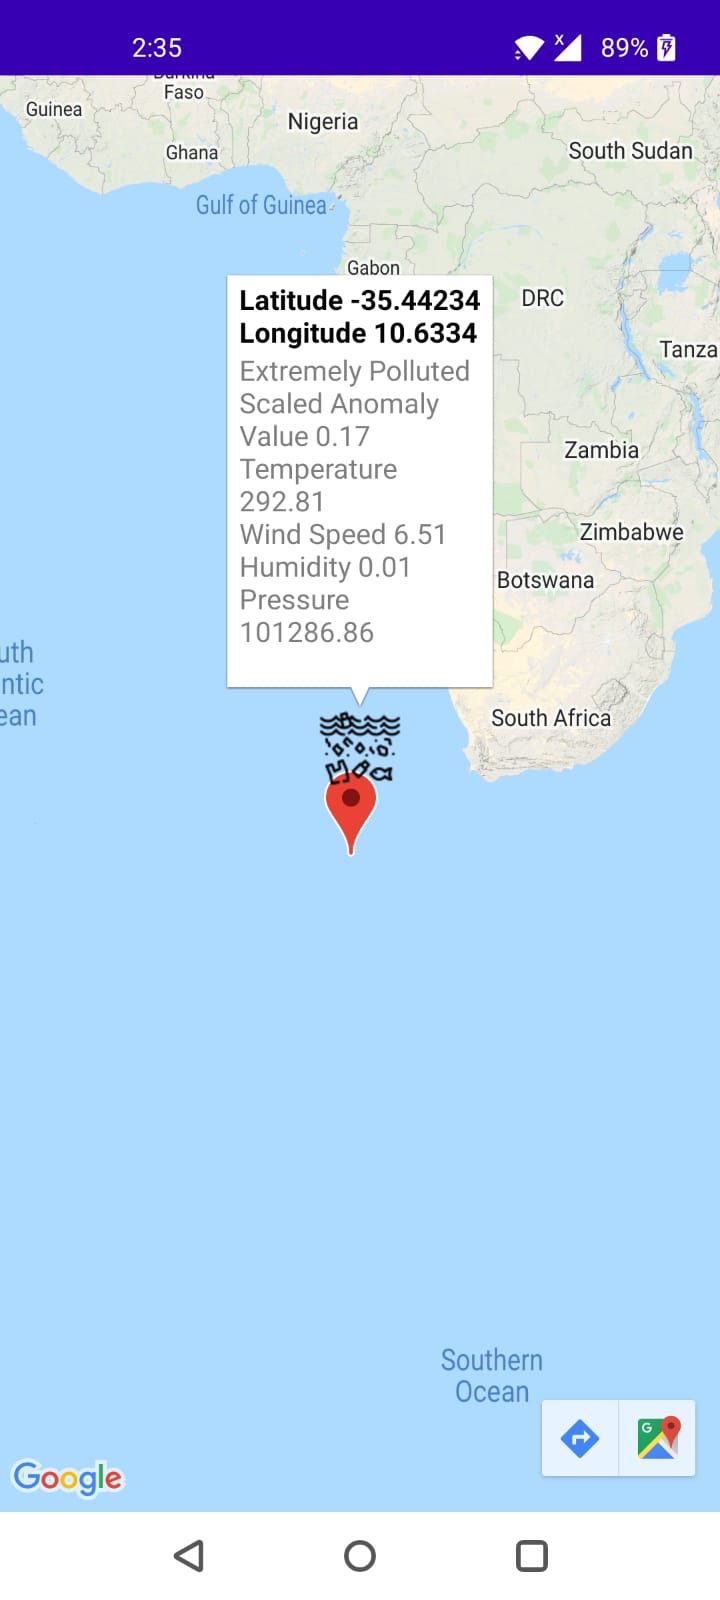 2:35
x
89%
Faso
Guinea
Nigeria
Ghana
South Sudan
Gulf of Guinea
Gabon
Latitude -35.44234
Longitude 10.6334
Extremely Polluted
Scaled Anomaly
Value 0.17
Temperature
292.81
Wind Speed 6.51
Humidity 0.01
Pressure
101286.86
DRC
Tanza
Zambia
Zimbabwe
Botswana
South Africa
uth
ntic
ean
Southern
Ocean
G
Google